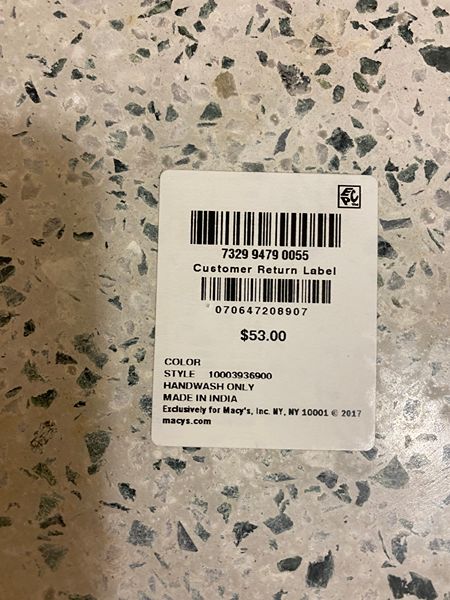 7329 9479 0055
Customer Return Label
070647208907
$53.00
COLOR
STYLE 10003936900
HANDWASH ONLY
MADE IN INDIA
Exclusively for Macy's, Inc. NY, NY 10001 © 2017
macys.com